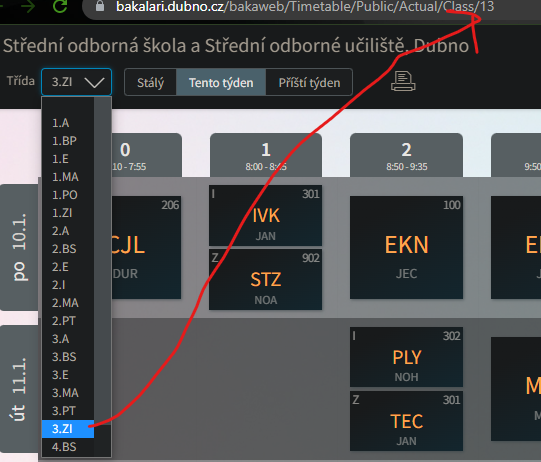 bakalari.dubno.cz/bakaweb/Timetable/Public/Actual/Class/13
Střední odborná škola a Střední odborné učiliště, Dubno
Třída 3.ZI Stálý Tento týden Příští týden
1.A
1.BP
1.E
1.MA
1.PO
1.ZI
2.A
2.BS
2.E
2.I
2.MA
2.PT
3.A
3.BS
3.E
3.MA
3.PT
3.ZI
4.BS
0
10 - 7:55
1
8:00 - 8:45
2
8:50 - 9:35
9:50
po 10.1.
206
CJL
DUR
I 301
IVK
JAN
Z 902
STZ
NOA
100
EKN
JEC
út 11.1.
I 302
PLY
NOH
Z 301
TEC
JAN